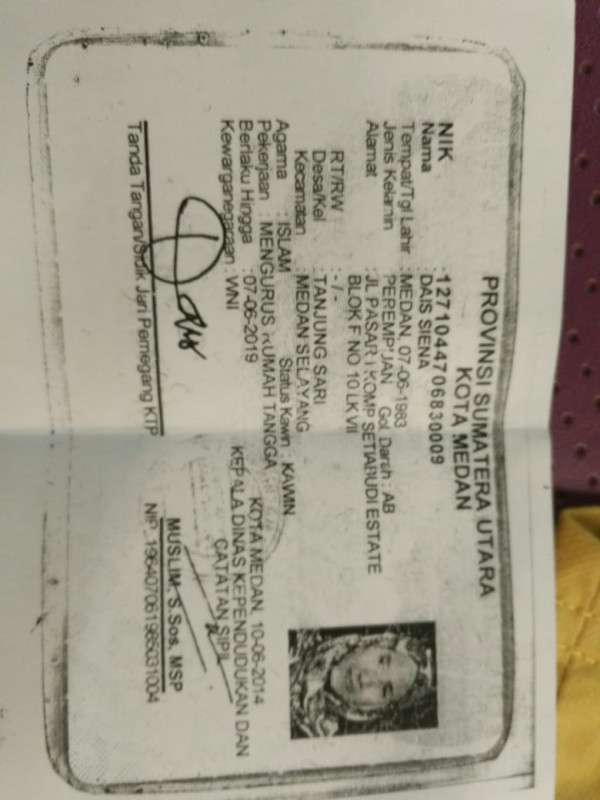 PROVINSI SUMATERA UTARA
KOTA MEDAN
NIK : 1271044706830009
Nama : DAIS SIENA
Tempat/Tgl Lahir : MEDAN, 07-06-1983
Jenis Kelamin : PEREMPUAN Gol. Darah : AB
Alamat : JL PASAR I KOMP SETIABUDI ESTATE
BLOK F NO 10 LK VII
RT/RW : - / -
Desa/Kel : TANJUNG SARI
Kecamatan : MEDAN SELAYANG
Agama : ISLAM Status Kawin : KAWIN
Pekerjaan : MENGURUS RUMAH TANGGA
Berlaku Hingga : 07-06-2019
Kewarganegaraan : WNI
KOTA MEDAN, 10-06-2014
KEPALA DINAS KEPENDUDUKAN DAN
CATATAN SIPIL
Dais
Tanda Tangan/Sidik Jari Pemegang KTP
MUSLIM, S.Sos, MSP
NIP. 196407061985031004